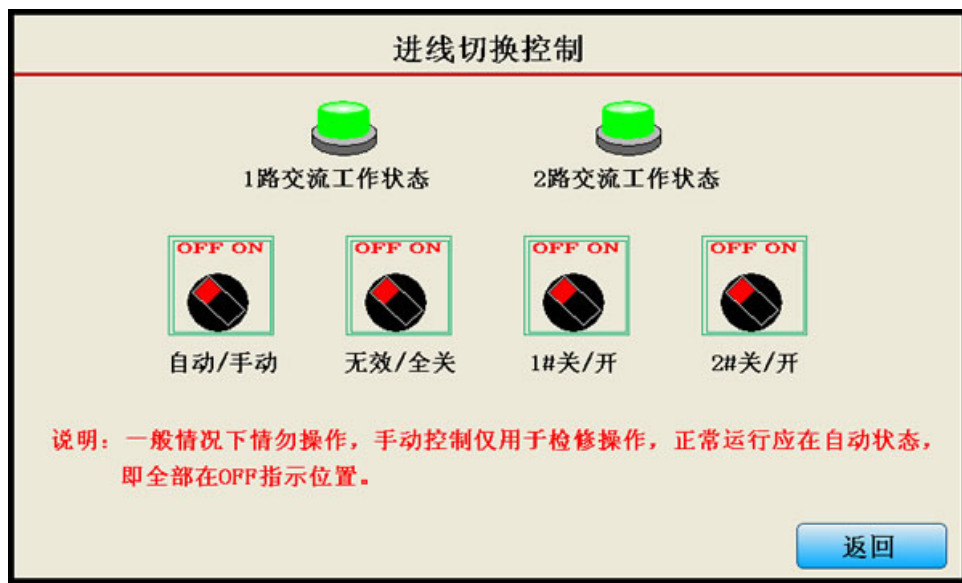 进线切换控制
1路交流工作状态 2路交流工作状态
OFF ON OFF ON OFF ON OFF ON
自动/手动 无效/全关 1#关/开 2#关/开
说明：一般情况下情勿操作，手动控制仅用于检修操作，正常运行应在自动状态，
即全部在OFF指示位置。
返回